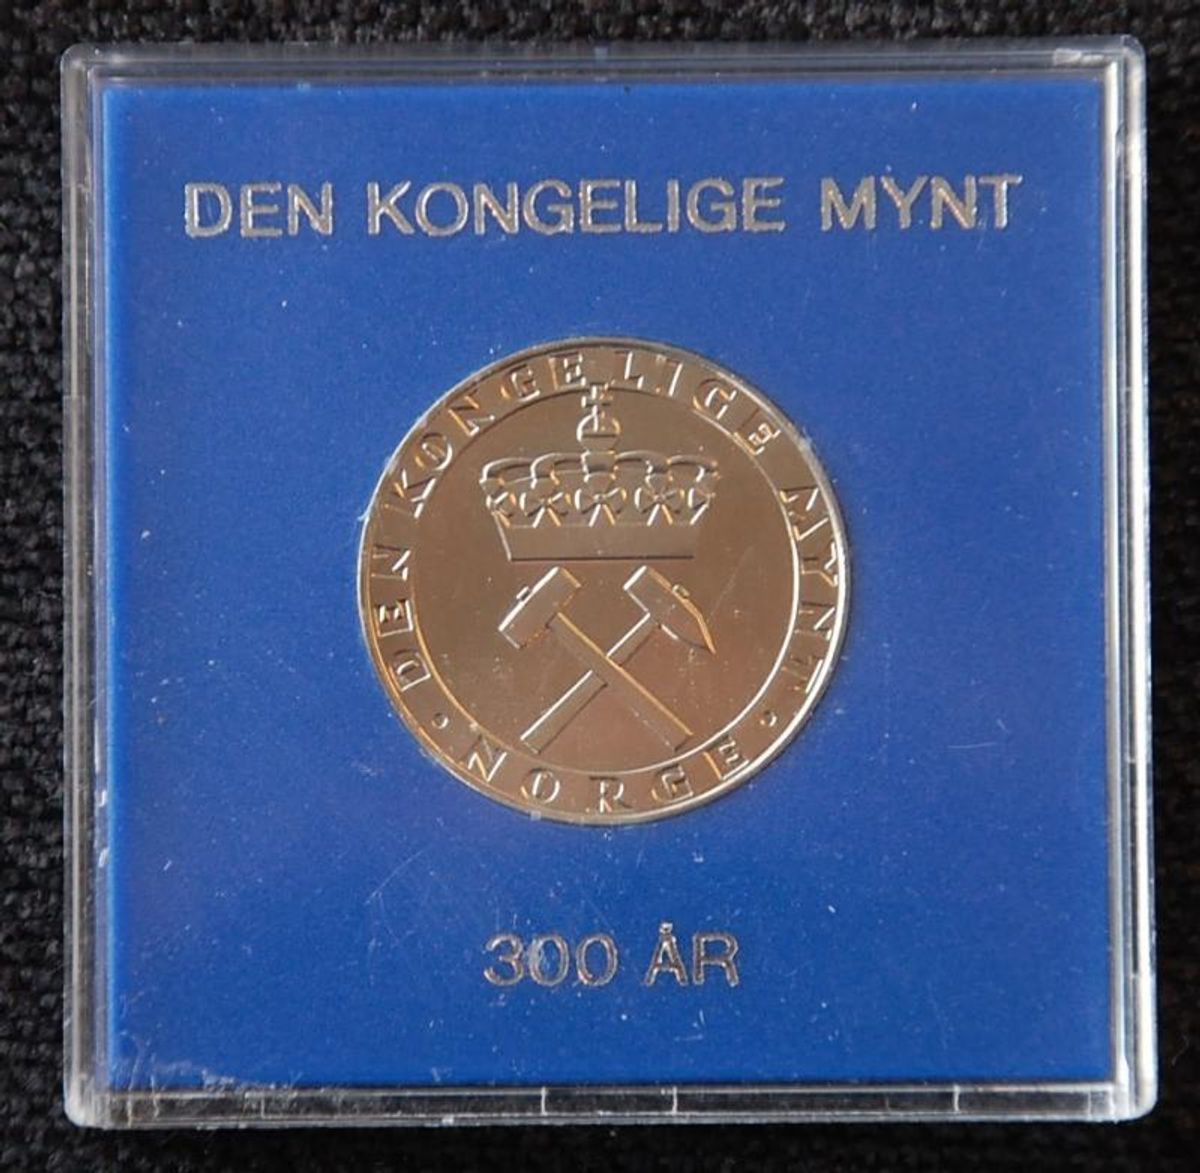 DEN KONGELIGE MYNT
DEN KONGELIGE MYNT
• NORGE •
300 ÅR